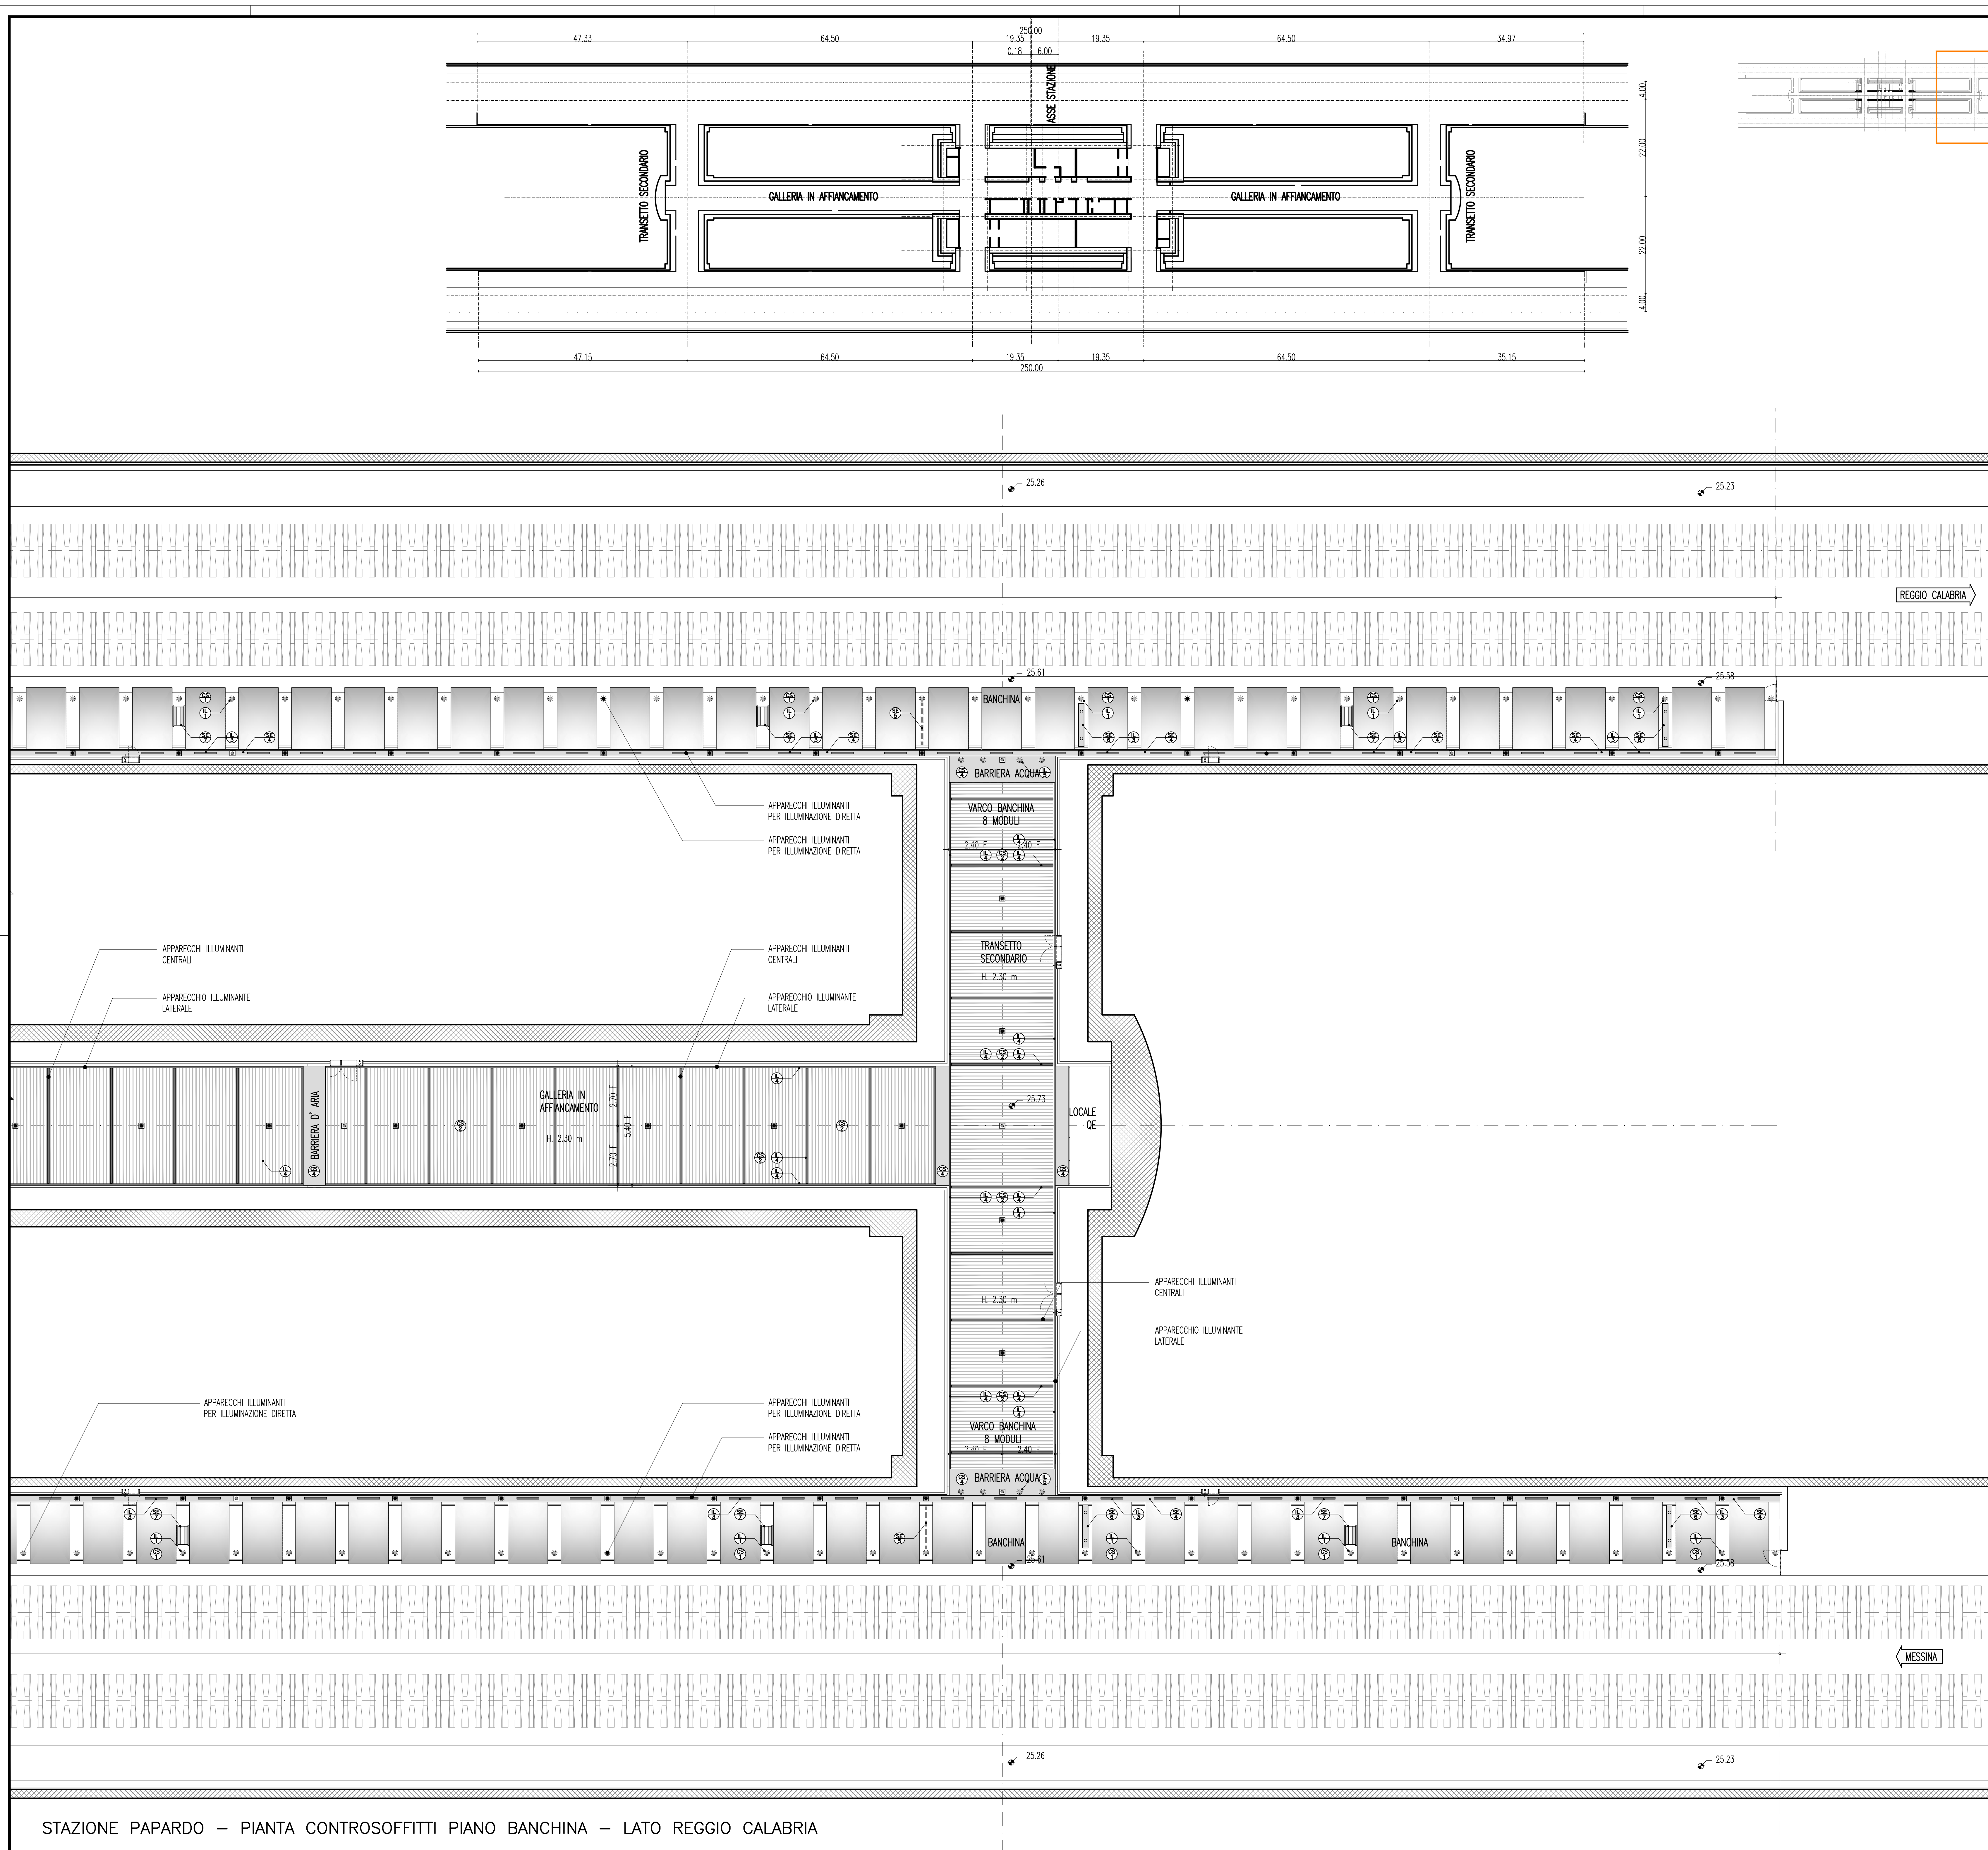 250.00
47.33 64.50 19.35 19.35 64.50 34.97
0.18 6.00
ASSE STAZIONE
4.00
22.00
22.00
4.00
TRANSETTO SECONDARIO
GALLERIA IN AFFIANCAMENTO
GALLERIA IN AFFIANCAMENTO
TRANSETTO SECONDARIO
47.15 64.50 19.35 19.35 64.50 35.15
250.00
25.26
25.23
REGGIO CALABRIA
25.61
25.58
BANCHINA
BARRIERA ACQUA
VARCO BANCHINA
8 MODULI
2.40 F 2.40 F
APPARECCHI ILLUMINANTI
PER ILLUMINAZIONE DIRETTA
APPARECCHI ILLUMINANTI
PER ILLUMINAZIONE DIRETTA
APPARECCHI ILLUMINANTI
CENTRALI
APPARECCHI ILLUMINANTI
CENTRALI
TRANSETTO
SECONDARIO
H. 2.30 m
APPARECCHIO ILLUMINANTE
LATERALE
APPARECCHIO ILLUMINANTE
LATERALE
BARRIERA D' ARIA
GALLERIA IN
AFFIANCAMENTO
H. 2.30 m
2.70 F
5.40 F
2.70 F
25.73
LOCALE
QE
APPARECCHI ILLUMINANTI
CENTRALI
H. 2.30 m
APPARECCHIO ILLUMINANTE
LATERALE
APPARECCHI ILLUMINANTI
PER ILLUMINAZIONE DIRETTA
APPARECCHI ILLUMINANTI
PER ILLUMINAZIONE DIRETTA
APPARECCHI ILLUMINANTI
PER ILLUMINAZIONE DIRETTA
VARCO BANCHINA
8 MODULI
2.40 F 2.40 F
BARRIERA ACQUA
BANCHINA
BANCHINA
25.61
25.58
MESSINA
25.26
25.23
STAZIONE PAPARDO – PIANTA CONTROSOFFITTI PIANO BANCHINA – LATO REGGIO CALABRIA